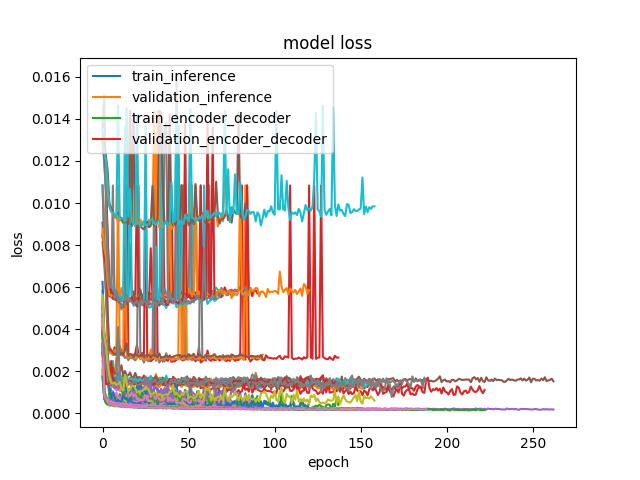 model loss
0.016
0.014
0.012
0.010
0.008
0.006
0.004
0.002
0.000
loss
train_inference
validation_inference
train_encoder_decoder
validation_encoder_decoder
0 50 100 150 200 250
epoch